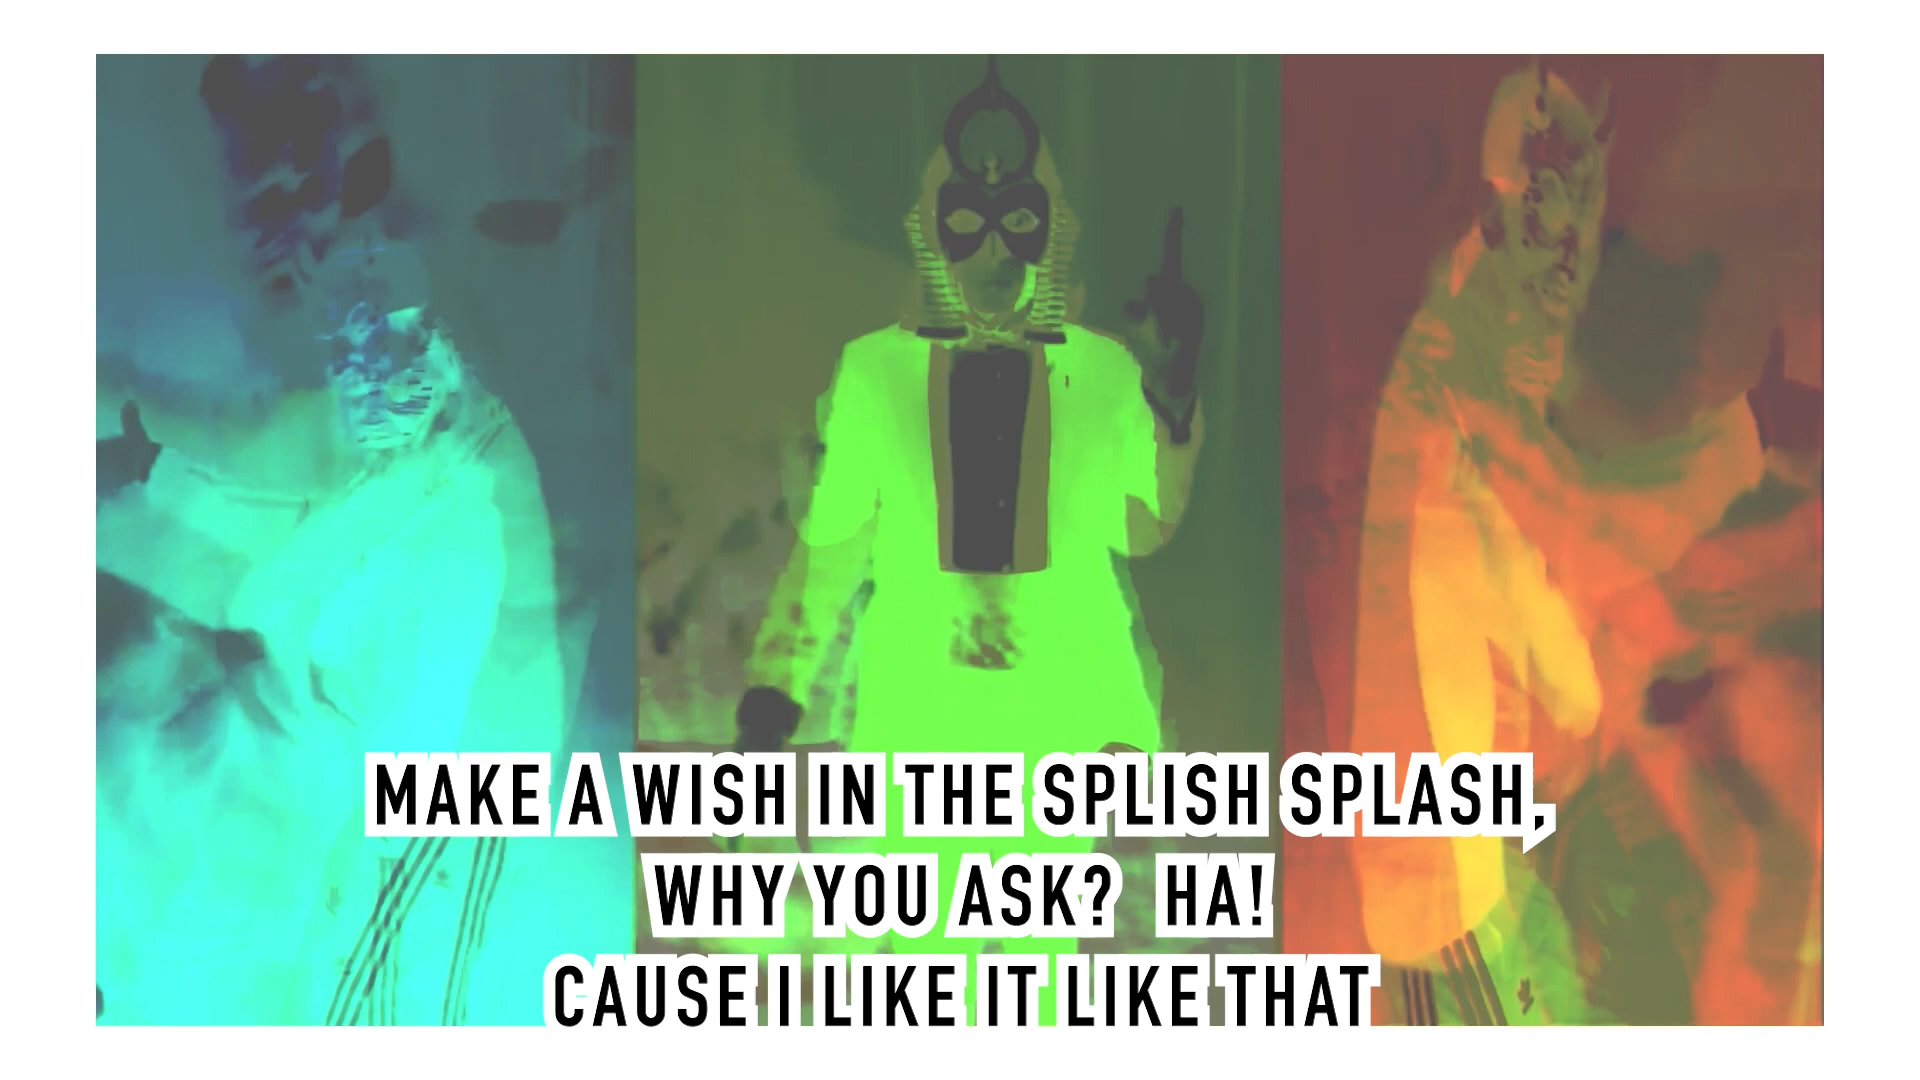 MAKE A WISH IN THE SPLISH SPLASH,
WHY YOU ASK? HA!
CAUSE I LIKE IT LIKE THAT